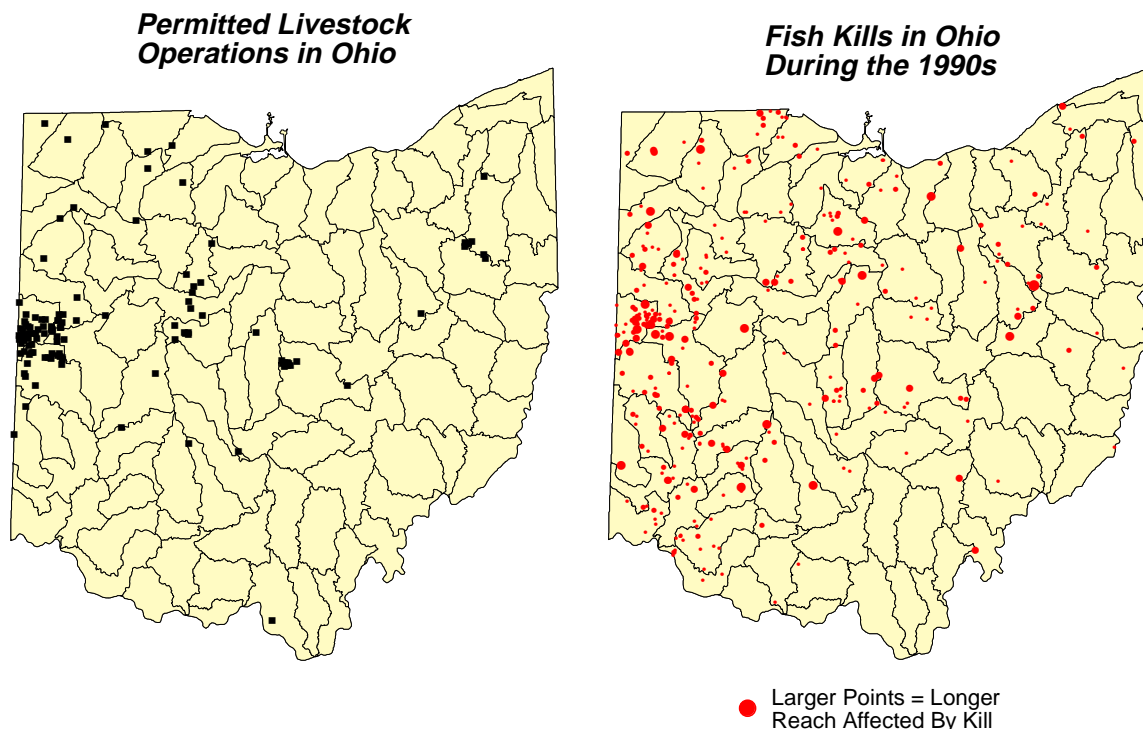 Permitted Livestock
Operations in Ohio
Fish Kills in Ohio
During the 1990s
Larger Points = Longer
Reach Affected By Kill